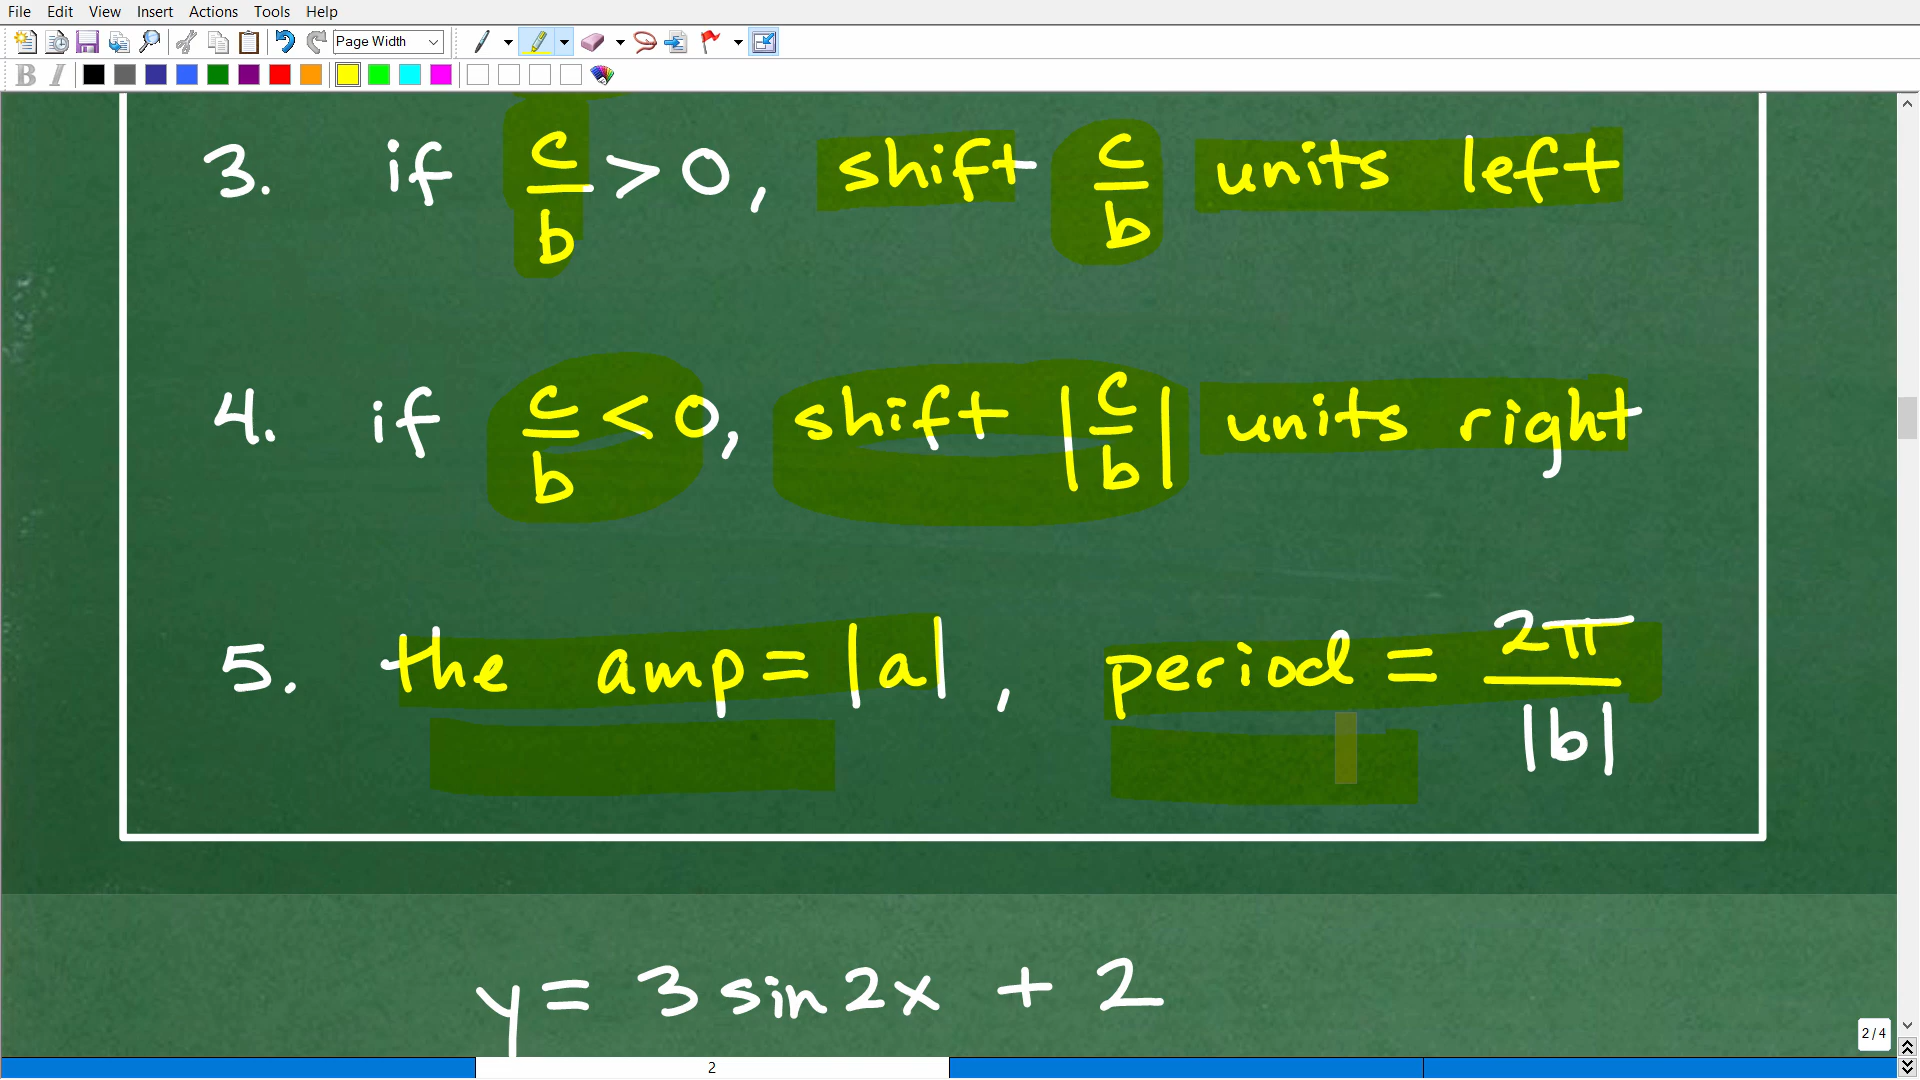 File Edit View Insert Actions Tools Help
Page Width
B I
3. if c/b > 0, shift c/b units left
4. if c/b < 0, shift |c/b| units right
5. the amp = |a|, period = 2π/|b|
y = 3 sin 2x + 2
2 / 4
2